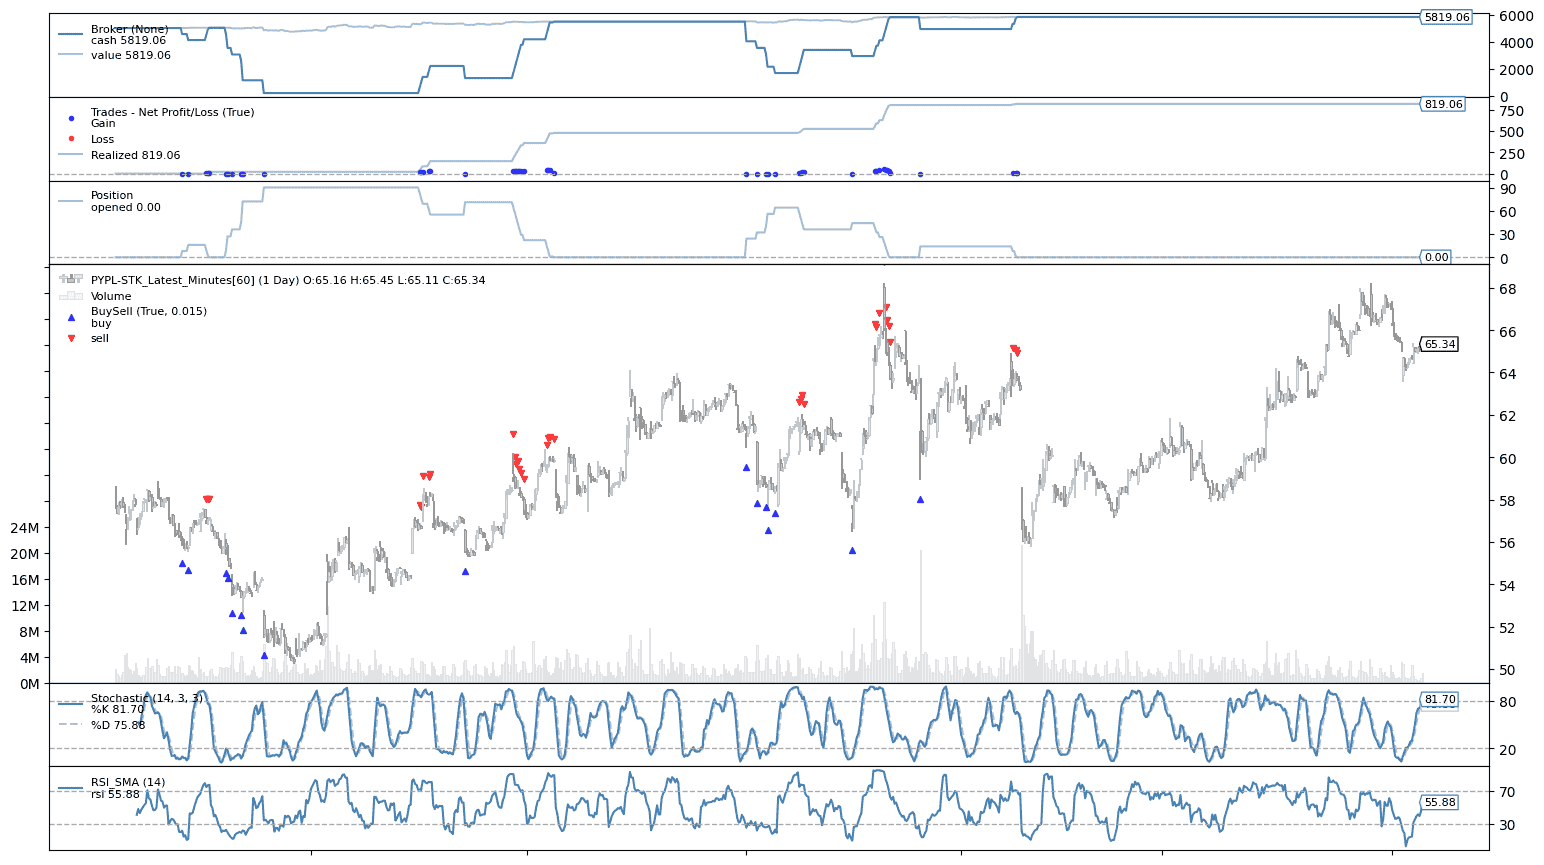 Broker (None)
cash 5819.06
value 5819.06
6000
4000
2000
0
5819.06
Trades - Net Profit/Loss (True)
Gain
Loss
Realized 819.06
819.06
750
500
250
0
Position
opened 0.00
90
60
30
0
0.00
PYPL-STK_Latest_Minutes[60] (1 Day) O:65.16 H:65.45 L:65.11 C:65.34
Volume
BuySell (True, 0.015)
buy
sell
68
66
65.34
64
62
60
58
56
54
52
50
24M
20M
16M
12M
8M
4M
0M
Stochastic (14, 3, 3)
%K 81.70
%D 75.88
81.70
80
20
RSI_SMA (14)
rsi 55.88
70
55.88
30